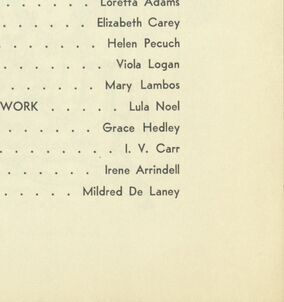 . . . . . . Loretta Adams
. . . . . . Elizabeth Carey
. . . . . . Helen Pecuch
. . . . . Viola Logan
. . . . . . Mary Lambos
WORK . . . . . Lula Noel
. . . . . . Grace Hedley
. . . . . . . . I. V. Carr
. . . . . . Irene Arrindell
. . . . . Mildred De Laney